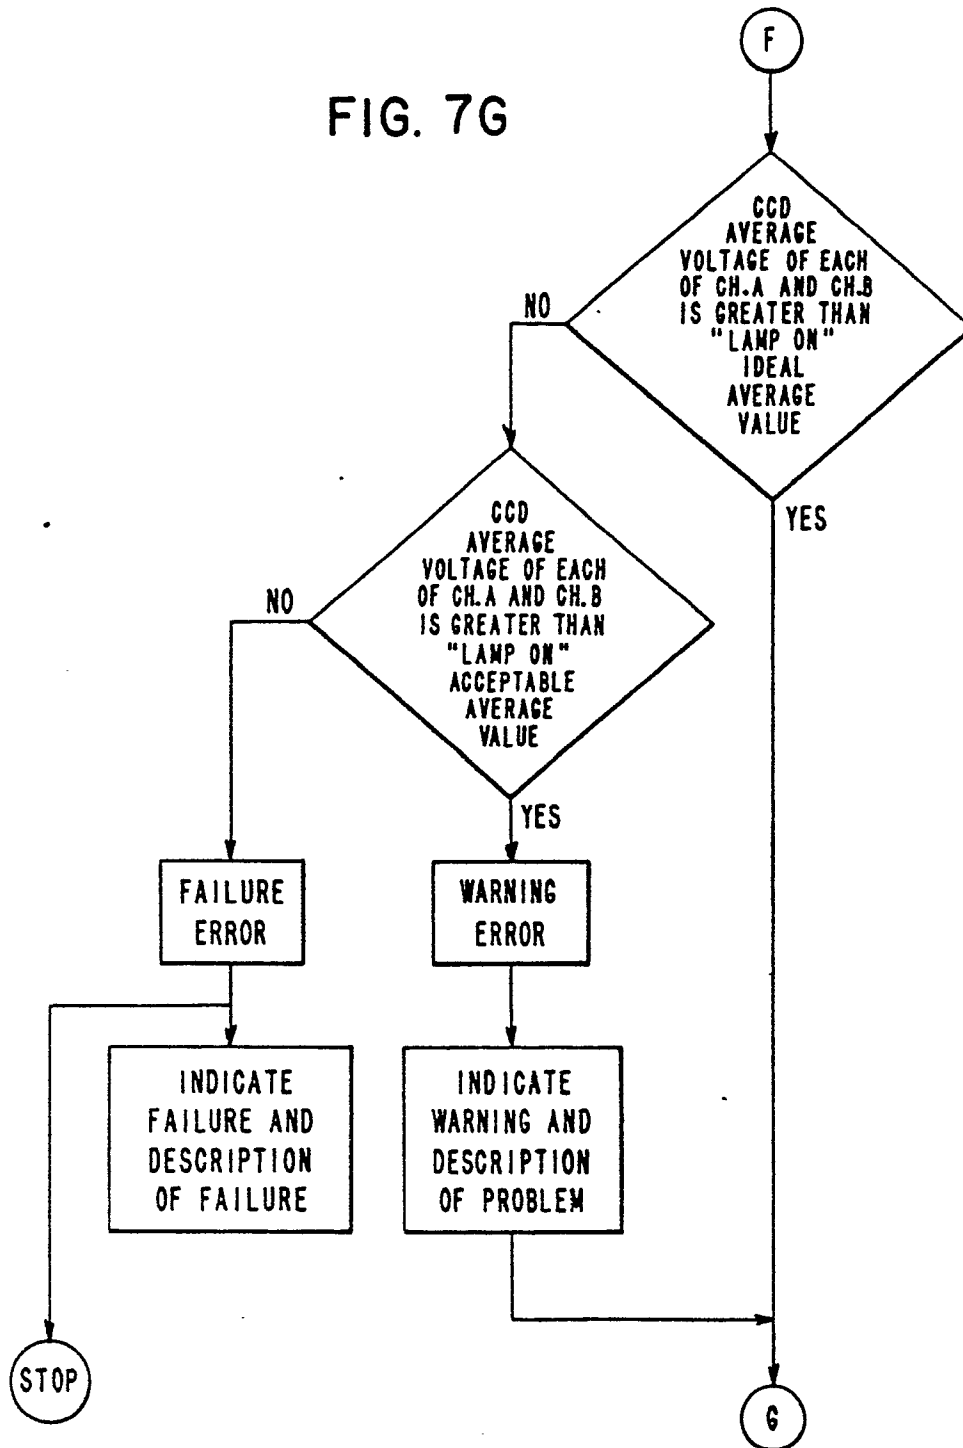 F
FIG. 7G
CCD
AVERAGE
VOLTAGE OF EACH
OF CH.A AND CH.B
IS GREATER THAN
"LAMP ON"
IDEAL
AVERAGE
VALUE
NO
YES
CCD
AVERAGE
VOLTAGE OF EACH
OF CH.A AND CH.B
IS GREATER THAN
"LAMP ON"
ACCEPTABLE
AVERAGE
VALUE
NO
YES
FAILURE
ERROR
WARNING
ERROR
INDICATE
FAILURE AND
DESCRIPTION
OF FAILURE
INDICATE
WARNING AND
DESCRIPTION
OF PROBLEM
STOP
G